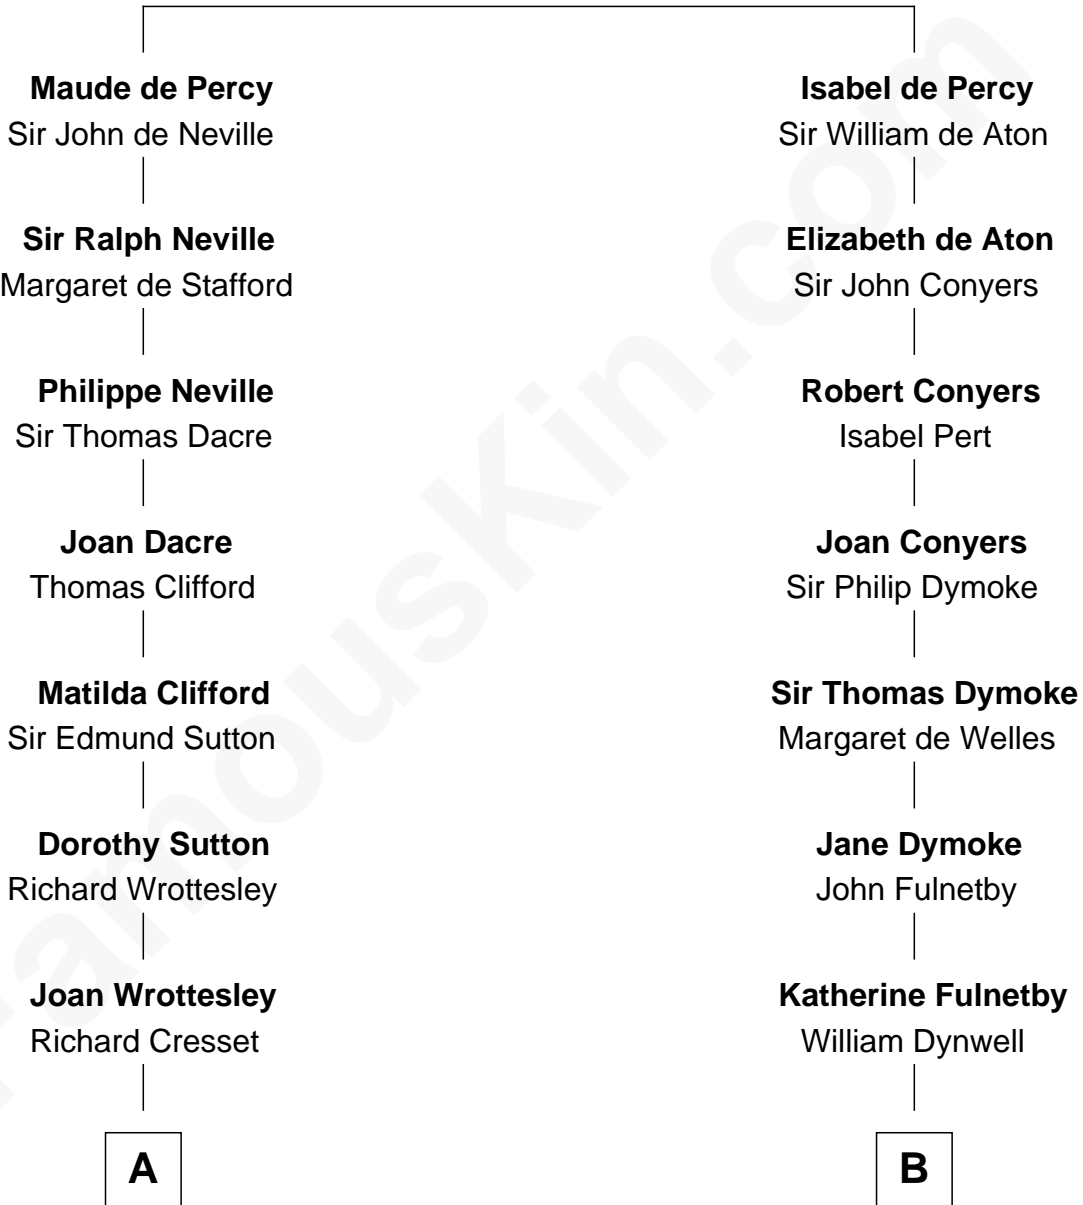 Maude de Percy
Sir John de Neville
Isabel de Percy
Sir William de Aton
Sir Ralph Neville
Margaret de Stafford
Elizabeth de Aton
Sir John Conyers
Philippe Neville
Sir Thomas Dacre
Robert Conyers
Isabel Pert
Joan Dacre
Thomas Clifford
Joan Conyers
Sir Philip Dymoke
Matilda Clifford
Sir Edmund Sutton
Sir Thomas Dymoke
Margaret de Welles
Dorothy Sutton
Richard Wrottesley
Jane Dymoke
John Fulnetby
Joan Wrottesley
Richard Cresset
Katherine Fulnetby
William Dynwell
A
B
FamousKin.com